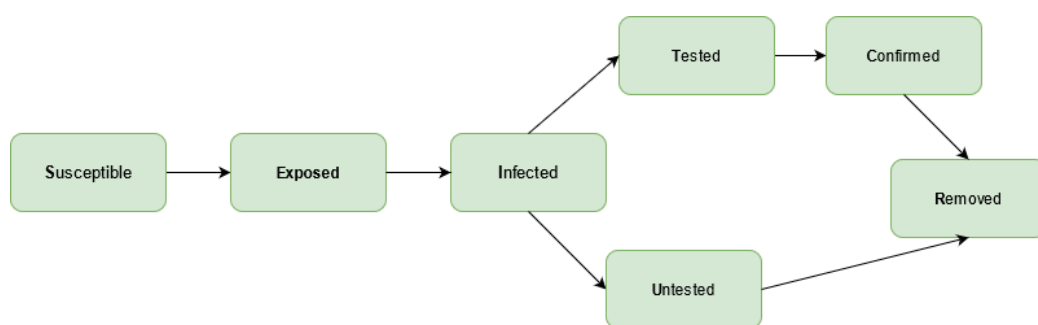 Susceptible
Exposed
Infected
Tested
Confirmed
Removed
Untested